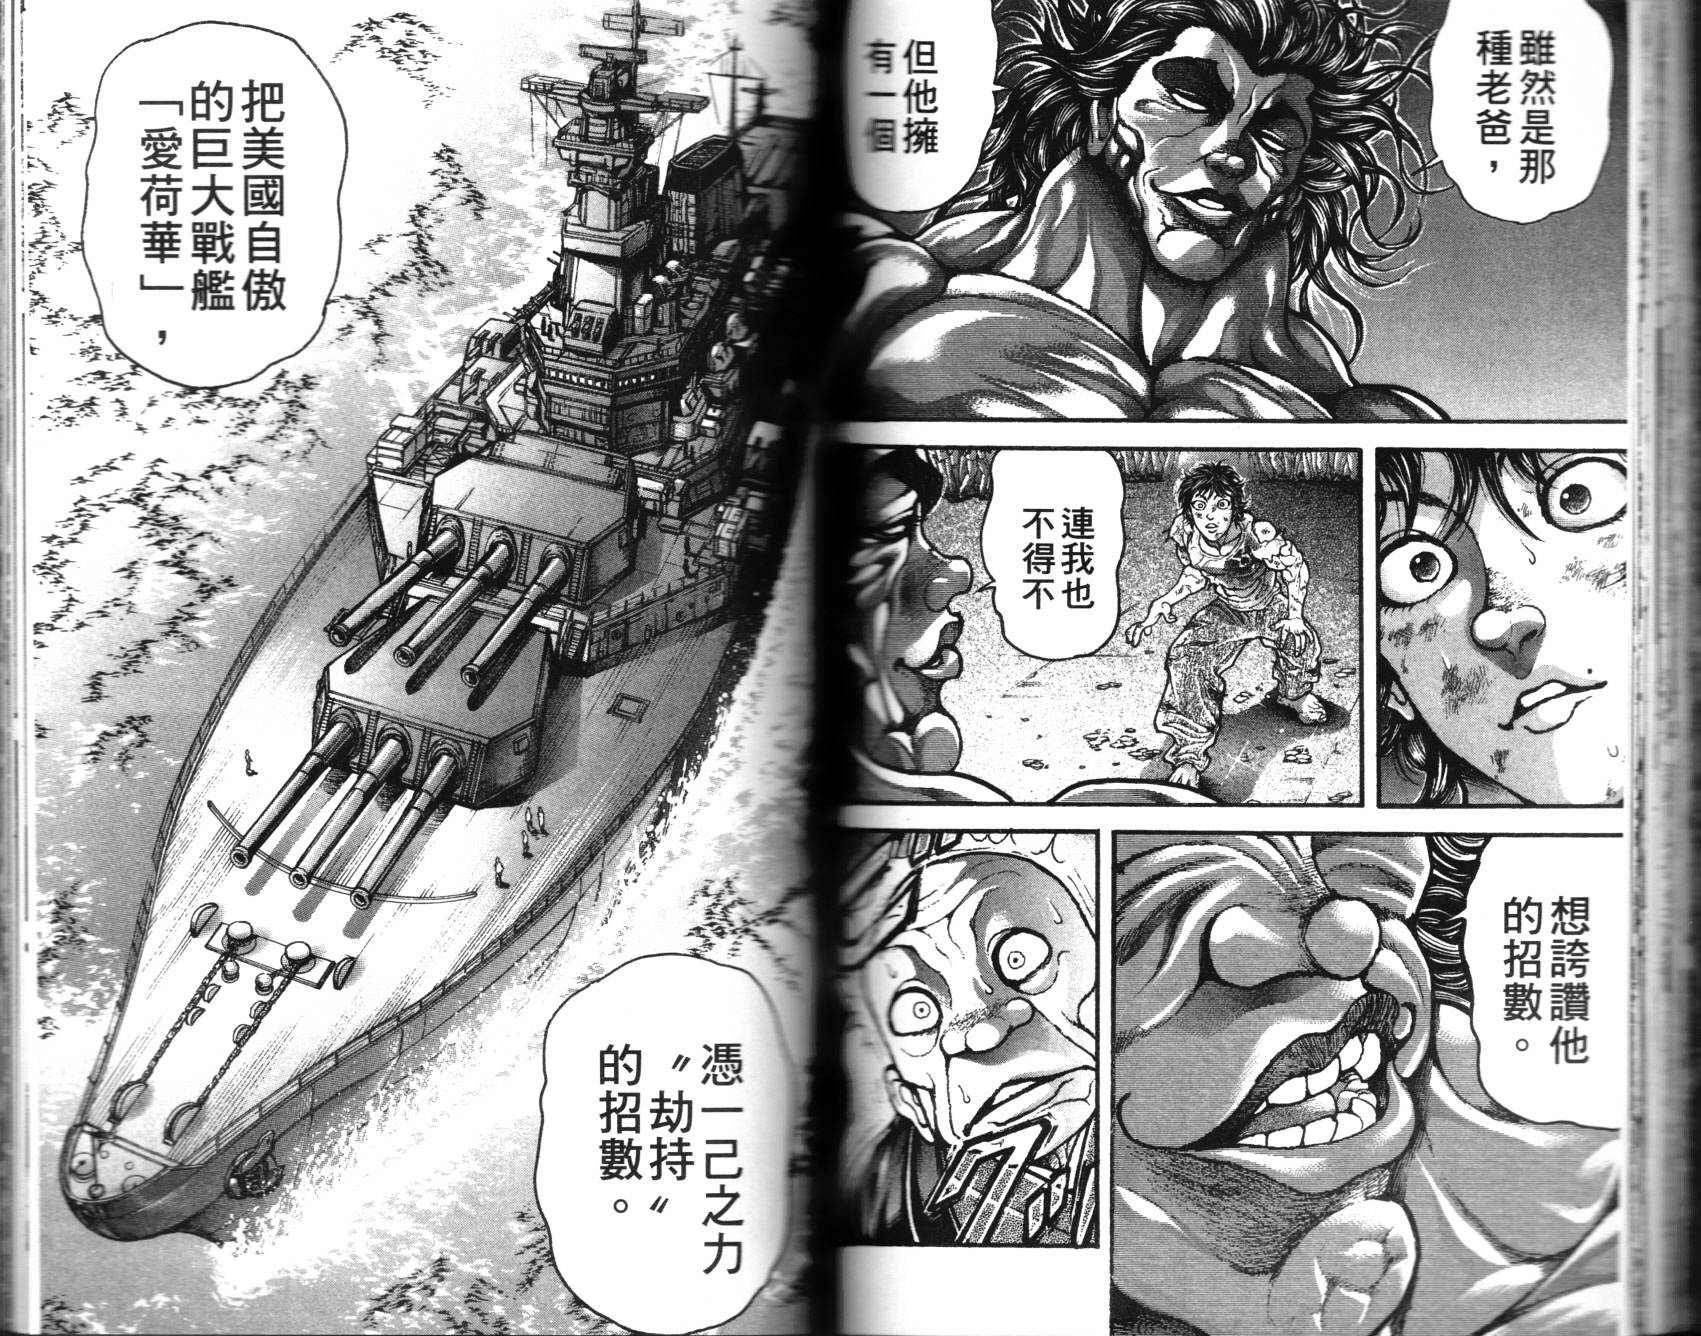 雖然是那
種老爸，
但他擁
有一個
連我也
不得不
想誇讚他
的招數。
把美國自傲
的巨大戰艦
「愛荷華」，
憑一己之力
〝劫持〞
的招數。